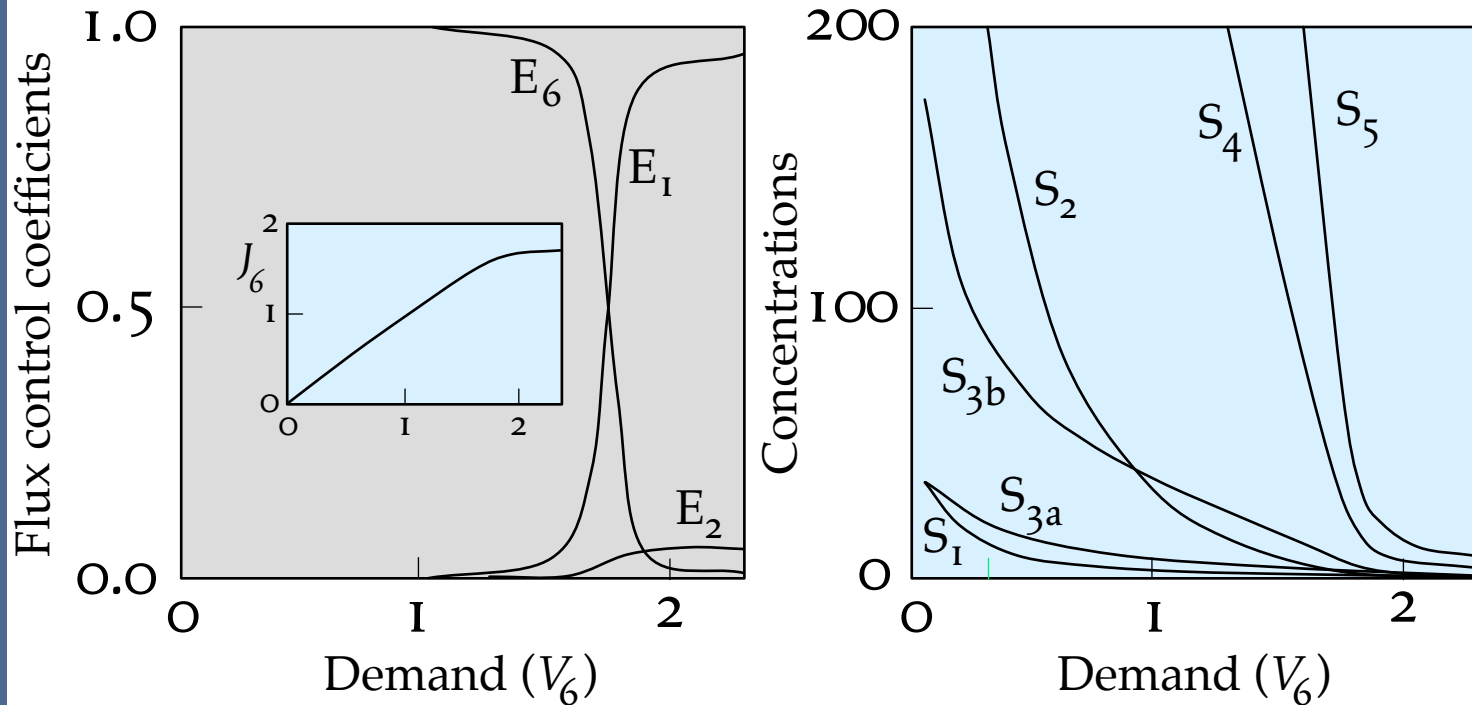 Flux control coefficients
1.0
0.5
0.0
0
1
2
Demand (V₆)
E₆
E₁
E₂
J₆
2
1
0
0
1
2
Concentrations
200
100
0
0
1
2
Demand (V₆)
S₄
S₅
S₂
S₃b
S₃a
S₁